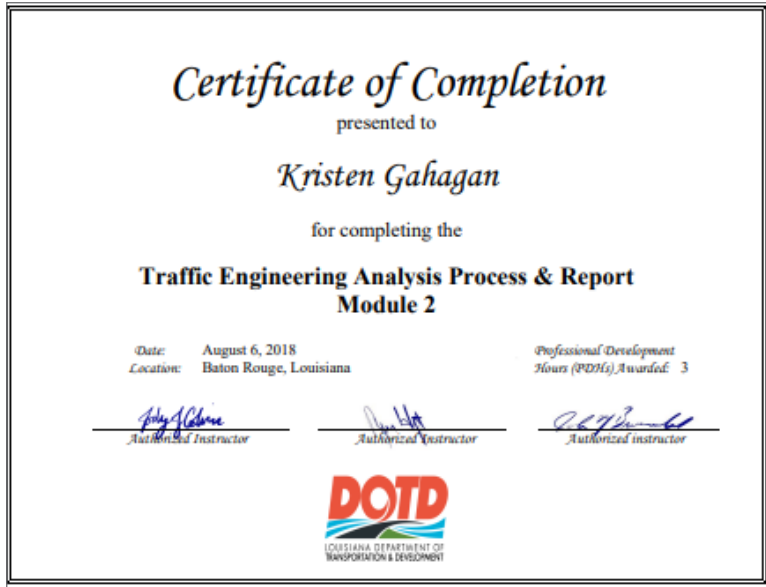 Certificate of Completion
presented to
Kristen Gahagan
for completing the
Traffic Engineering Analysis Process & Report
Module 2
Date: August 6, 2018
Location: Baton Rouge, Louisiana
Professional Development
Hours (PDHs) Awarded: 3
Authorized Instructor
Authorized Instructor
Authorized instructor
DOTD
LOUISIANA DEPARTMENT OF
TRANSPORTATION & DEVELOPMENT